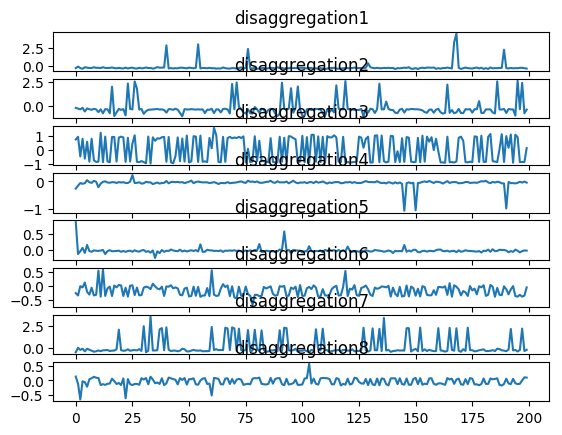 disaggregation1
2.5
0.0
disaggregation2
2.5
0.0
disaggregation3
1
0
−1
disaggregation4
0
−1
disaggregation5
0.5
0.0
disaggregation6
0.5
0.0
−0.5
disaggregation7
2.5
0.0
disaggregation8
0.5
0.0
−0.5
0 25 50 75 100 125 150 175 200